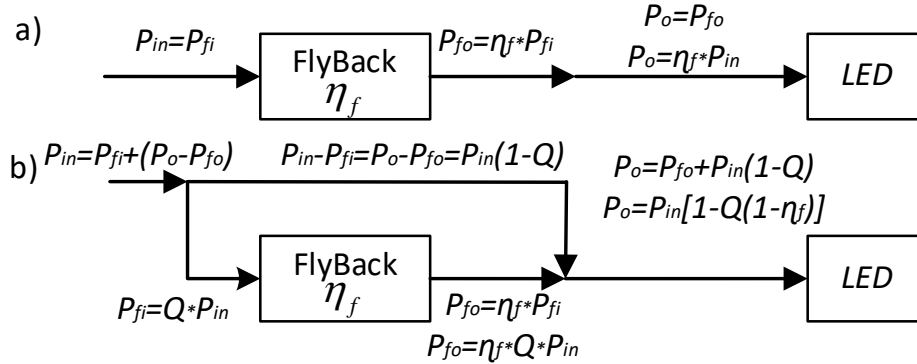 a)
Pin=Pfi
FlyBack
ηf
Pfo=ηf*Pfi
Po=Pfo
Po=ηf*Pin
LED
b)
Pin=Pfi+(Po-Pfo)
Pin-Pfi=Po-Pfo=Pin(1-Q)
Po=Pfo+Pin(1-Q)
Po=Pin[1-Q(1-ηf)]
Pfi=Q*Pin
FlyBack
ηf
Pfo=ηf*Pfi
Pfo=ηf*Q*Pin
LED